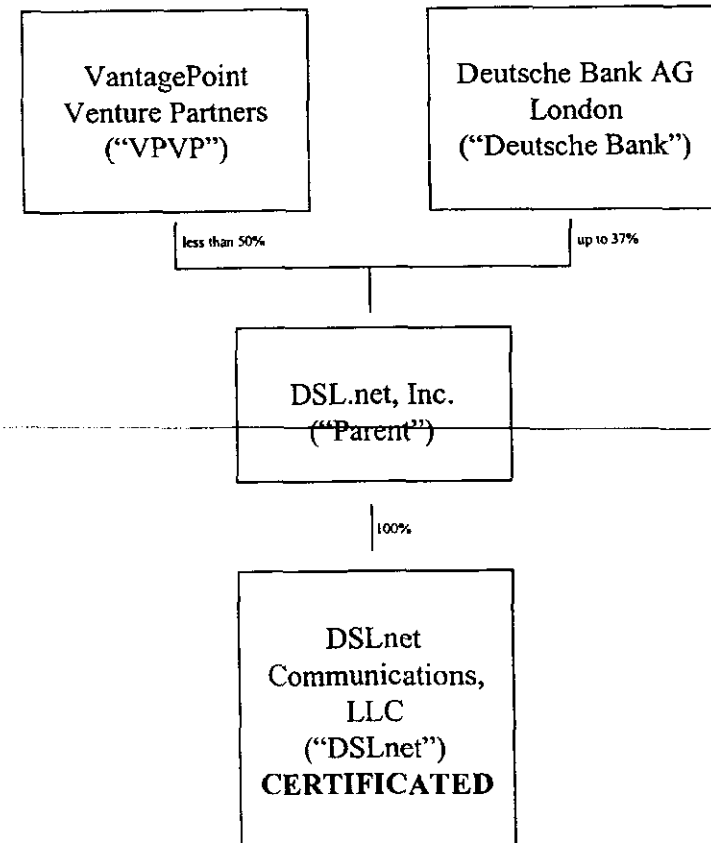 VantagePoint
Venture Partners
(“VPVP”)
Deutsche Bank AG
London
(“Deutsche Bank”)
less than 50%
up to 37%
DSL.net, Inc.
(“Parent”)
100%
DSLnet
Communications,
LLC
(“DSLnet”)
CERTIFICATED